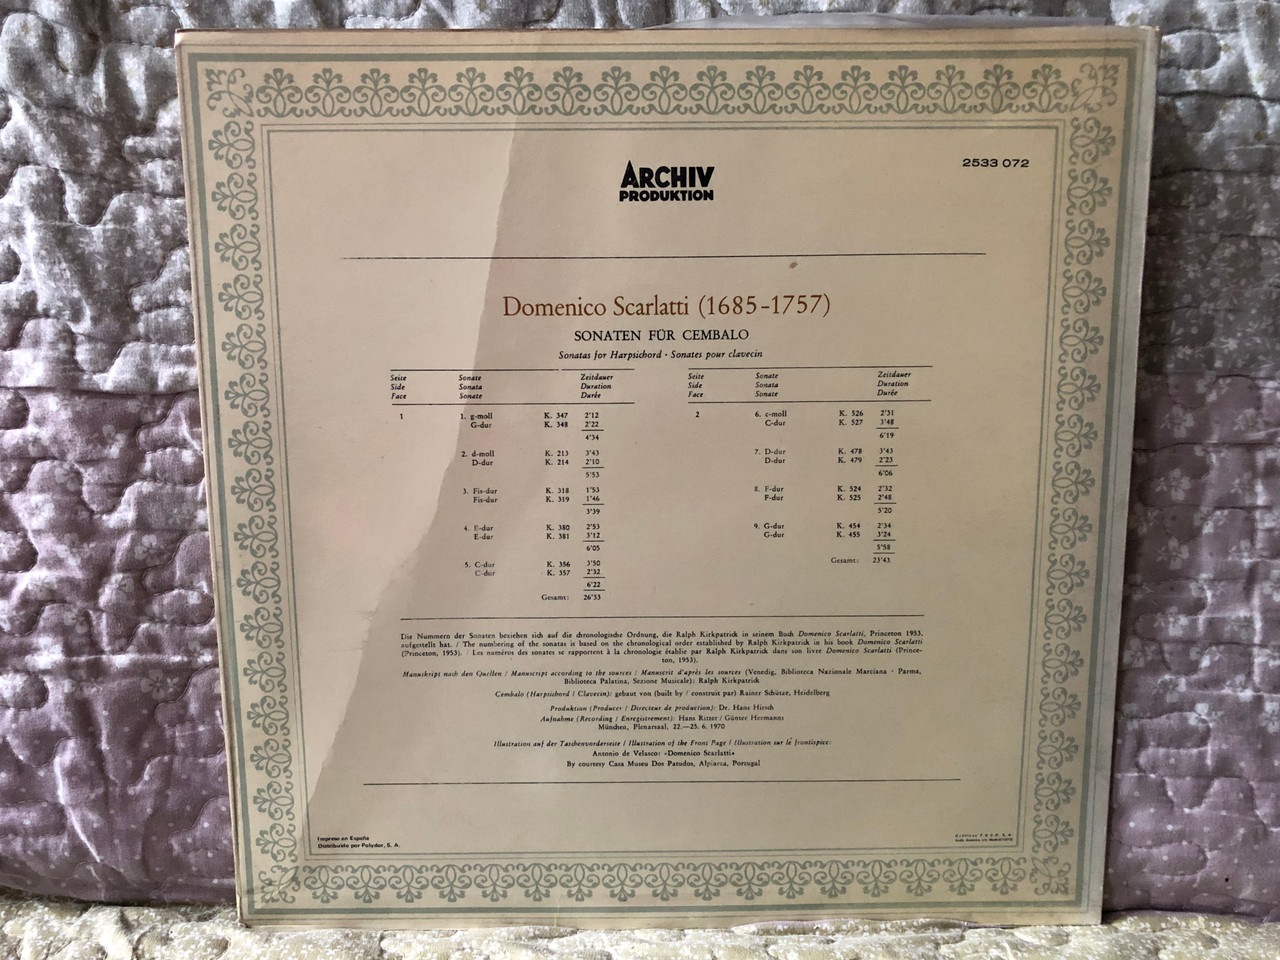 ARCHIV
PRODUKTION
2533 072
Domenico Scarlatti (1685-1757)
SONATEN FÜR CEMBALO
Sonatas for Harpsichord · Sonates pour clavecin
Seite Sonate Zeitdauer
Side Sonata Duration
Face Sonate Durée
1 1. g-moll K. 347 2'12
G-dur K. 348 2'22
4'34
2. d-moll K. 213 3'43
D-dur K. 214 2'10
5'53
3. Fis-dur K. 318 1'53
Fis-dur K. 319 1'46
3'39
4. E-dur K. 380 2'53
E-dur K. 381 3'12
6'05
5. C-dur K. 356 3'50
C-dur K. 357 2'32
6'22
Gesamt: 26'33
Seite Sonate Zeitdauer
Side Sonata Duration
Face Sonate Durée
2 6. c-moll K. 526 2'31
C-dur K. 527 3'48
6'19
7. D-dur K. 478 3'43
D-dur K. 479 2'23
6'06
8. F-dur K. 524 2'32
F-dur K. 525 2'48
5'20
9. G-dur K. 454 2'34
G-dur K. 455 3'24
5'58
Gesamt: 23'43
Die Nummern der Sonaten beziehen sich auf die chronologische Ordnung, die Ralph Kirkpatrick in seinem Buch Domenico Scarlatti, Princeton 1953,
aufgestellt hat. / The numbering of the sonatas is based on the chronological order established by Ralph Kirkpatrick in his book Domenico Scarlatti
(Princeton, 1953). / Les numéros des sonates se rapportent à la chronologie établie par Ralph Kirkpatrick dans son livre Domenico Scarlatti (Prince-
ton, 1953).
Manuskript nach den Quellen / Manuscript according to the sources / Manuscrit d'après les sources (Venedig, Biblioteca Nazionale Marciana · Parma,
Biblioteca Palatina, Sezione Musicale): Ralph Kirkpatrick
Cembalo (Harpsichord / Clavecin): gebaut von (built by / construit par) Rainer Schütze, Heidelberg
Produktion (Producer / Directeur de production): Dr. Hans Hirsch
Aufnahme (Recording / Enregistrement): Hans Ritter / Günter Hermanns
München, Plenarsaal, 22.—25. 6. 1970
Illustration auf der Taschenvorderseite / Illustration of the Front Page / Illustration sur le frontispice:
Antonio de Velasco: »Domenico Scarlatti«
By courtesy Casa Museu Dos Patudos, Alpiarca, Portugal
Impreso en España
Distribuido por Polydor, S. A.